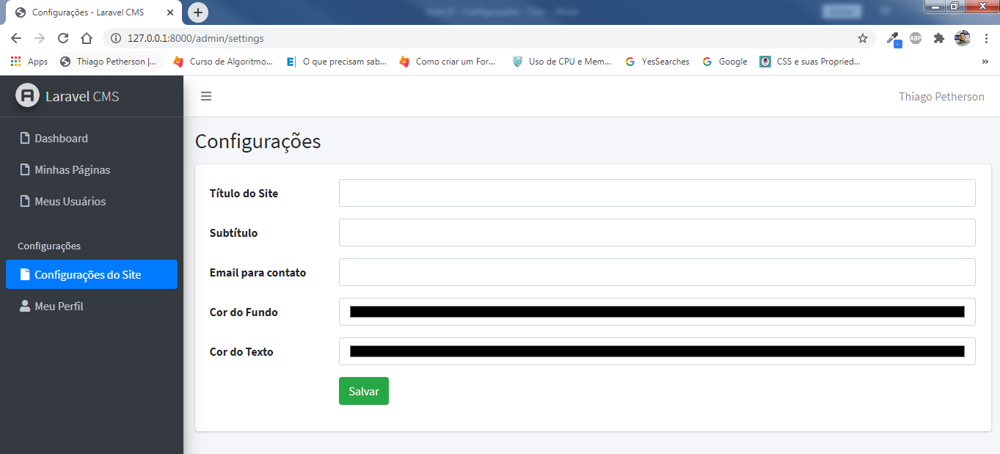 Configurações - Laravel CMS
127.0.0.1:8000/admin/settings
ABP
Apps Thiago Petherson |... Curso de Algoritmo... O que precisam sab... Como criar um For... Uso de CPU e Mem... YesSearches Google CSS e suas Propried...
Laravel CMS
Thiago Petherson
Dashboard
Minhas Páginas
Meus Usuários
Configurações
Configurações do Site
Meu Perfil
Configurações
Título do Site
Subtítulo
Email para contato
Cor do Fundo
Cor do Texto
Salvar